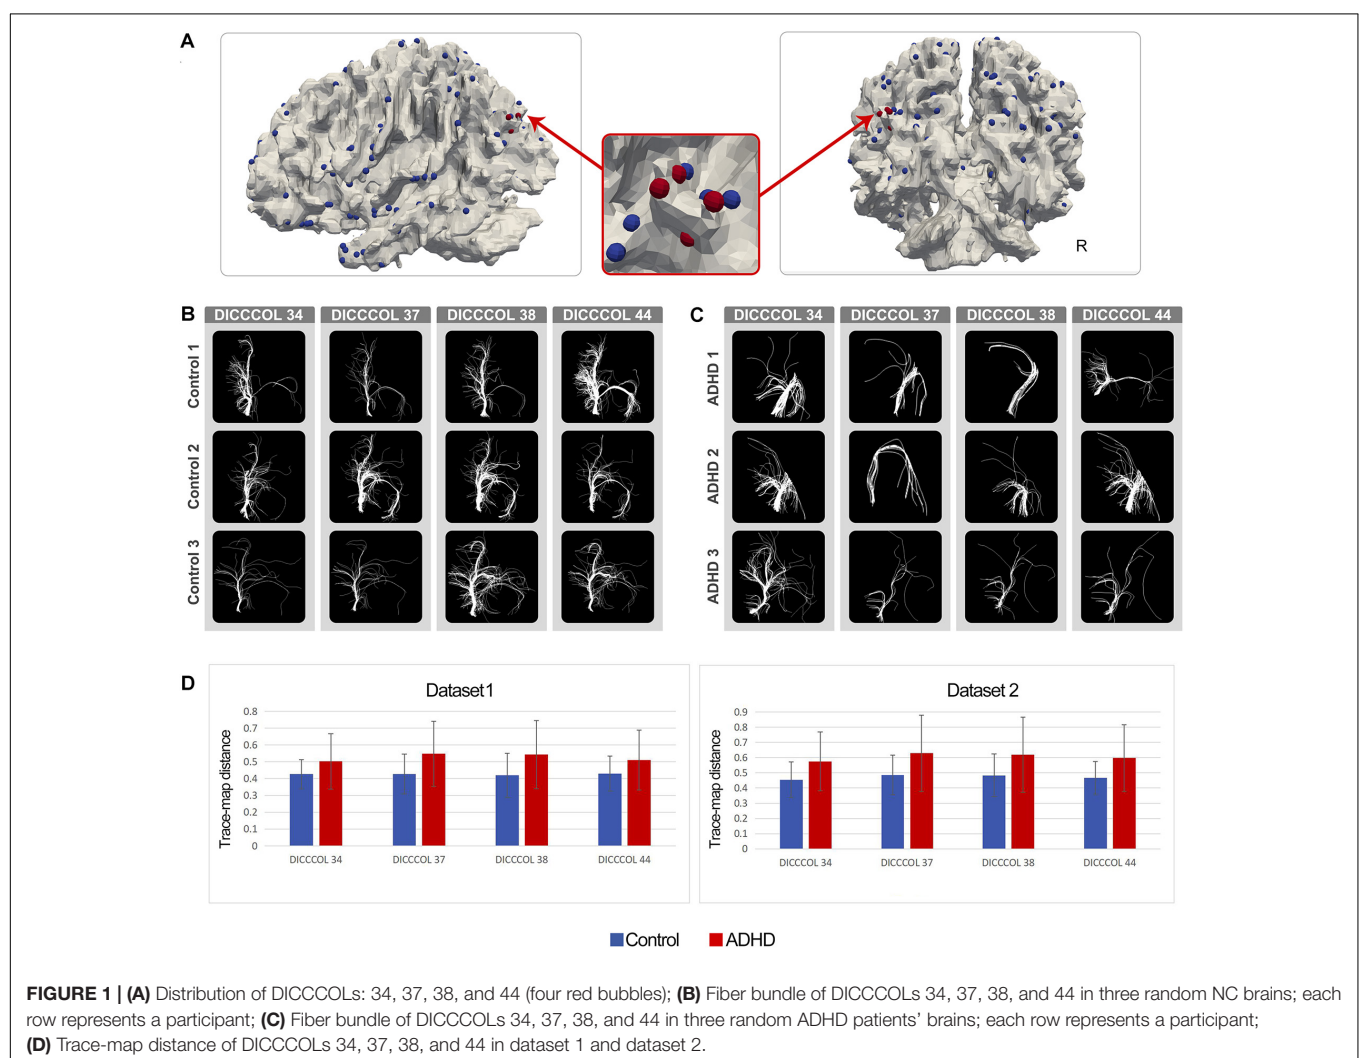 A
R
B
DICCCOL 34 DICCCOL 37 DICCCOL 38 DICCCOL 44
Control 1
Control 2
Control 3
C
DICCCOL 34 DICCCOL 37 DICCCOL 38 DICCCOL 44
ADHD 1
ADHD 2
ADHD 3
D
Dataset 1
Trace-map distance
0.8
0.7
0.6
0.5
0.4
0.3
0.2
0.1
0
DICCCOL 34 DICCCOL 37 DICCCOL 38 DICCCOL 44
Dataset 2
Trace-map distance
0.9
0.8
0.7
0.6
0.5
0.4
0.3
0.2
0.1
0
DICCCOL 34 DICCCOL 37 DICCCOL 38 DICCCOL 44
Control ADHD
FIGURE 1 | (A) Distribution of DICCCOLs: 34, 37, 38, and 44 (four red bubbles); (B) Fiber bundle of DICCCOLs 34, 37, 38, and 44 in three random NC brains; each
row represents a participant; (C) Fiber bundle of DICCCOLs 34, 37, 38, and 44 in three random ADHD patients' brains; each row represents a participant;
(D) Trace-map distance of DICCCOLs 34, 37, 38, and 44 in dataset 1 and dataset 2.